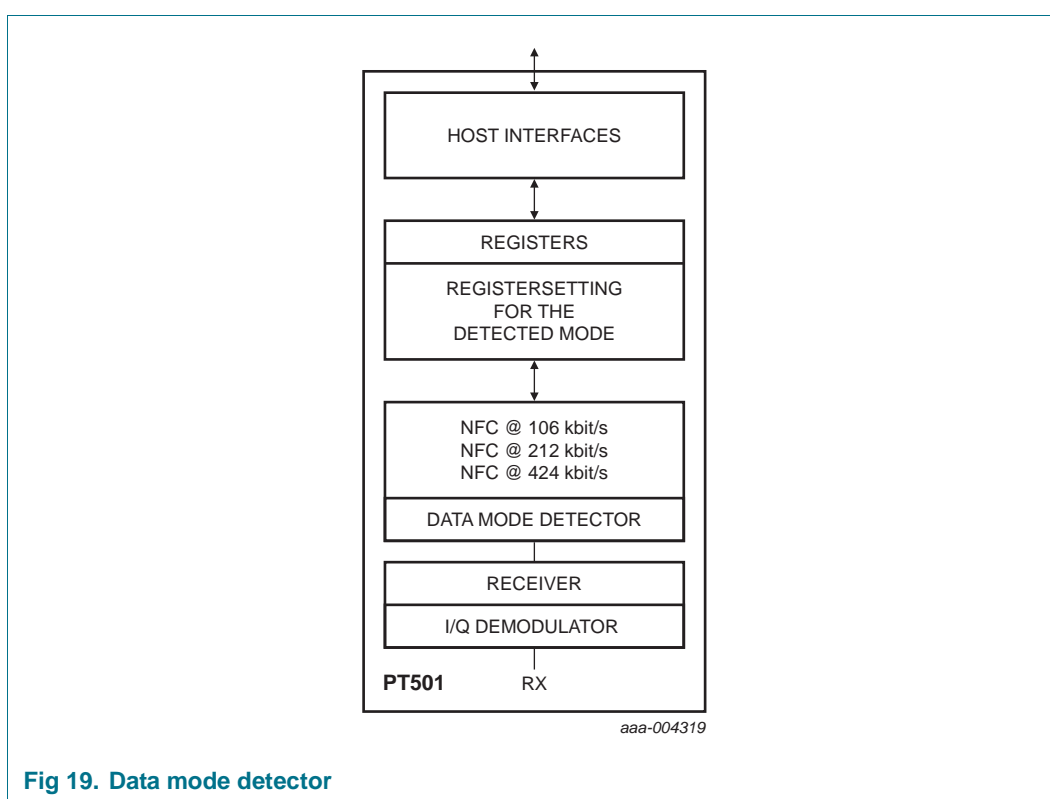 HOST INTERFACES
REGISTERS
REGISTERSETTING
FOR THE
DETECTED MODE
NFC @ 106 kbit/s
NFC @ 212 kbit/s
NFC @ 424 kbit/s
DATA MODE DETECTOR
RECEIVER
I/Q DEMODULATOR
PT501 RX
aaa-004319
Fig 19. Data mode detector